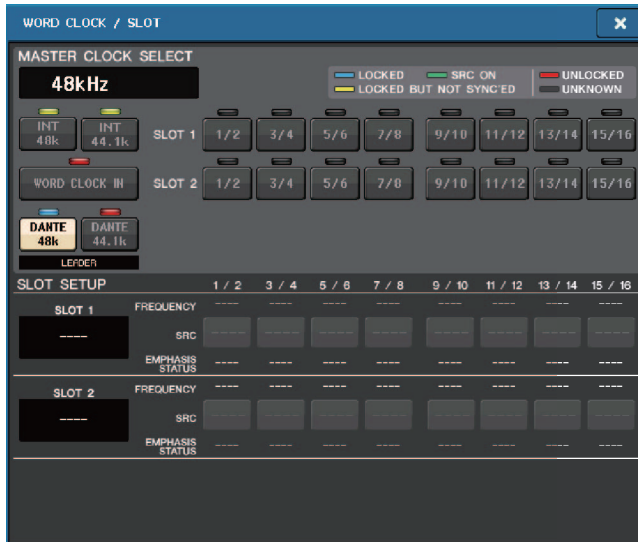 WORD CLOCK / SLOT
MASTER CLOCK SELECT
48kHz
LOCKED SRC ON UNLOCKED
LOCKED BUT NOT SYNC'ED UNKNOWN
INT 48k INT 44.1k SLOT 1 1/2 3/4 5/6 7/8 9/10 11/12 13/14 15/16
WORD CLOCK IN SLOT 2 1/2 3/4 5/6 7/8 9/10 11/12 13/14 15/16
DANTE 48k DANTE 44.1k
LEADER
SLOT SETUP 1 / 2 3 / 4 5 / 6 7 / 8 9 / 10 11 / 12 13 / 14 15 / 16
SLOT 1 FREQUENCY ---- ---- ---- ---- ---- ---- ---- ----
---- SRC ---- ---- ---- ---- ---- ---- ---- ----
EMPHASIS STATUS ---- ---- ---- ---- ---- ---- ---- ----
SLOT 2 FREQUENCY ---- ---- ---- ---- ---- ---- ---- ----
---- SRC ---- ---- ---- ---- ---- ---- ---- ----
EMPHASIS STATUS ---- ---- ---- ---- ---- ---- ---- ----